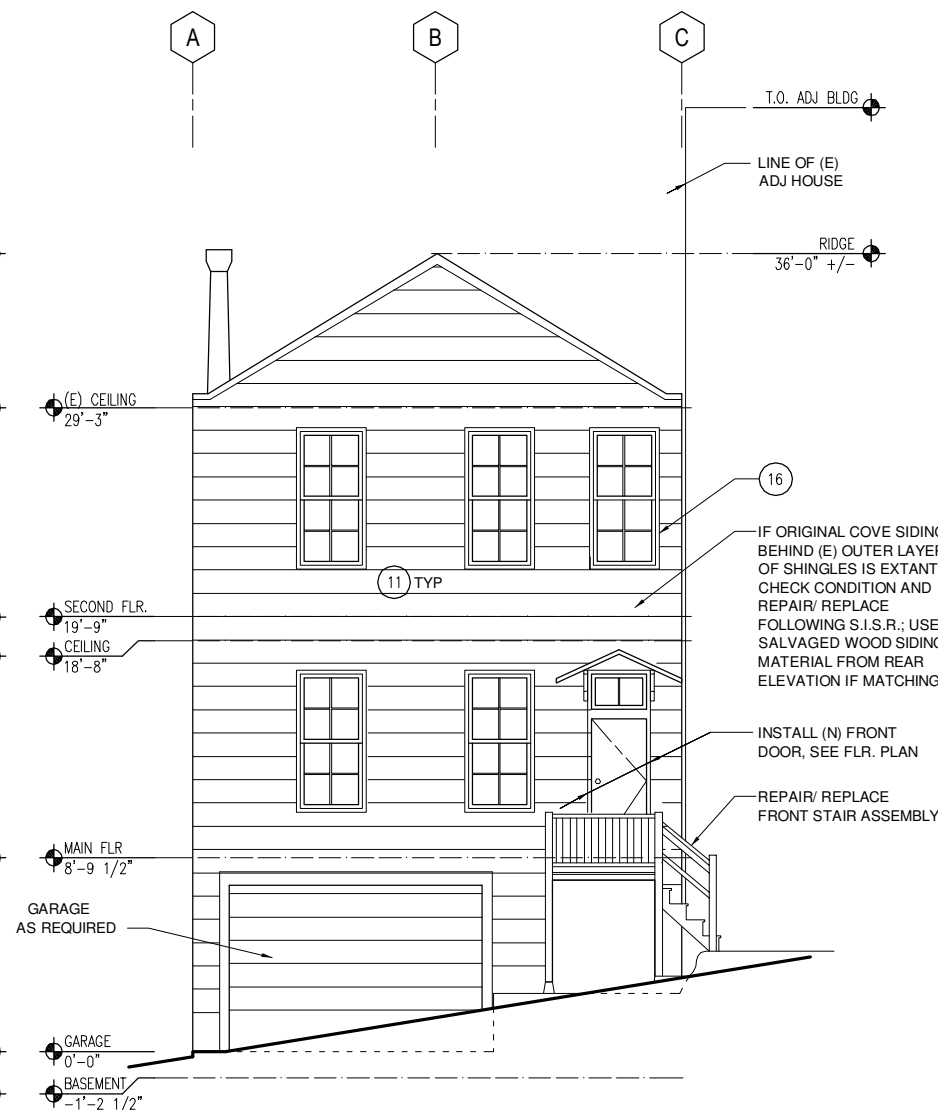 A
B
C
T.O. ADJ BLDG
LINE OF (E)
ADJ HOUSE
RIDGE
36'-0" +/-
(E) CEILING
29'-3"
16
IF ORIGINAL COVE SIDING
BEHIND (E) OUTER LAYER
OF SHINGLES IS EXTANT
CHECK CONDITION AND
REPAIR/ REPLACE
FOLLOWING S.I.S.R.; USE
SALVAGED WOOD SIDING
MATERIAL FROM REAR
ELEVATION IF MATCHING
11 TYP
SECOND FLR.
19'-9"
CEILING
18'-8"
INSTALL (N) FRONT
DOOR, SEE FLR. PLAN
REPAIR/ REPLACE
FRONT STAIR ASSEMBLY
MAIN FLR
8'-9 1/2"
GARAGE
AS REQUIRED
GARAGE
0'-0"
BASEMENT
-1'-2 1/2"